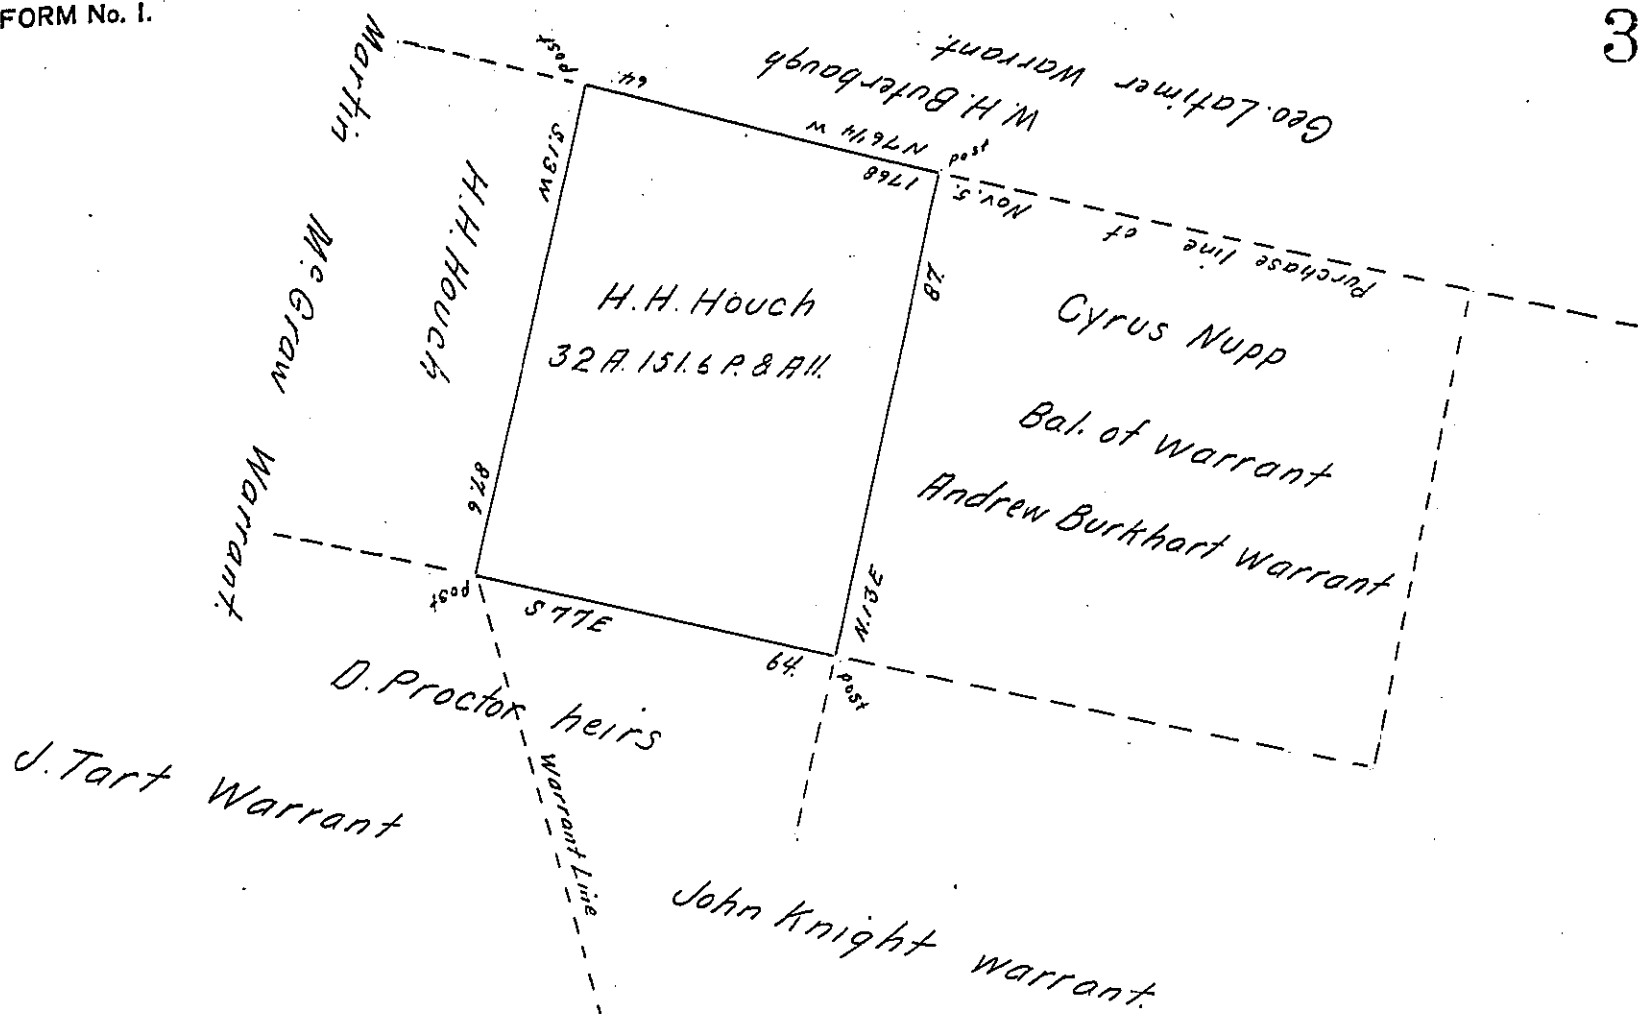 FORM No. 1.
3
Geo. Latimer Warrant.
W. H. Buterbaugh
post
64.
N 76 1/4 W
post
Purchase line of Nov. 5. 1768
Martin McGraw Warrant.
H.H. Houch
S. 13 W
87.6
H.H. Houch
32 A. 151.6 P. & All.
87
N. 13 E
Cyrus Nupp
Bal. of warrant
Andrew Burkhart Warrant
post
S 77 E
64.
post
D. Proctor heirs
J. Tart Warrant
Warrant Line
John Knight warrant.